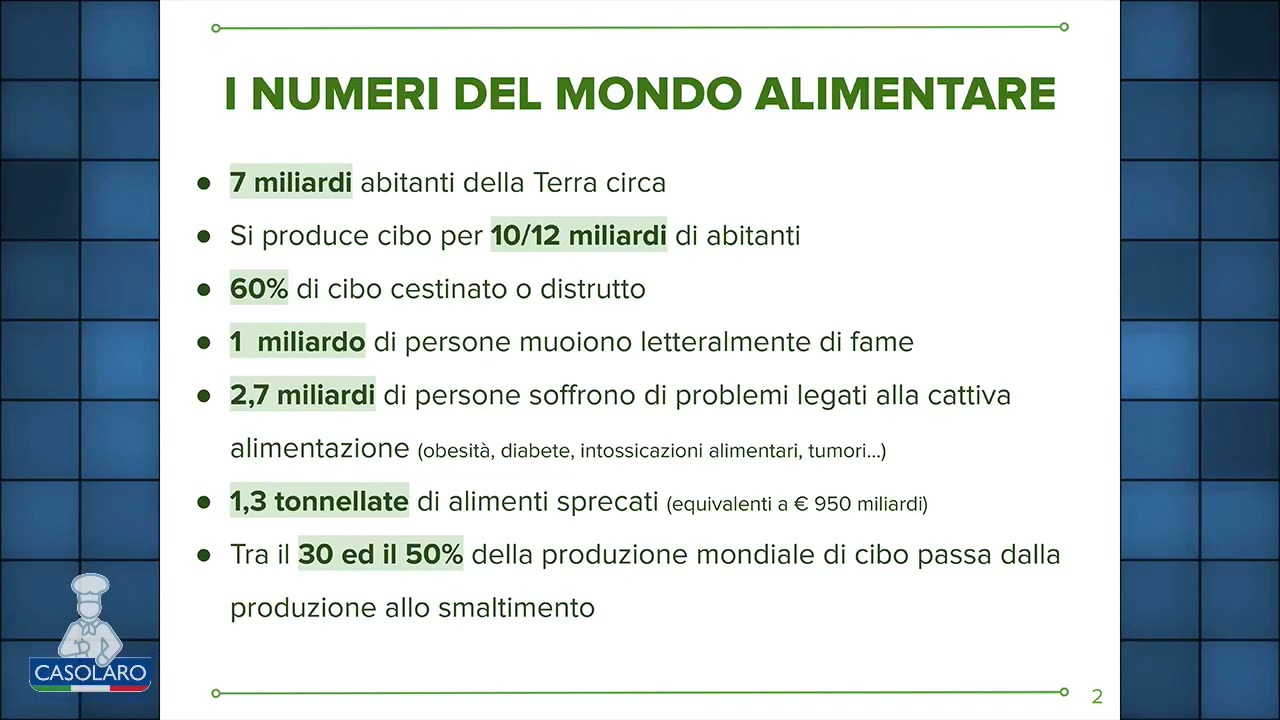 I NUMERI DEL MONDO ALIMENTARE
● 7 miliardi abitanti della Terra circa
● Si produce cibo per 10/12 miliardi di abitanti
● 60% di cibo cestinato o distrutto
● 1  miliardo di persone muoiono letteralmente di fame
● 2,7 miliardi di persone soffrono di problemi legati alla cattiva
alimentazione (obesità, diabete, intossicazioni alimentari, tumori...)
● 1,3 tonnellate di alimenti sprecati (equivalenti a € 950 miliardi)
● Tra il 30 ed il 50% della produzione mondiale di cibo passa dalla
produzione allo smaltimento
CASOLARO
2